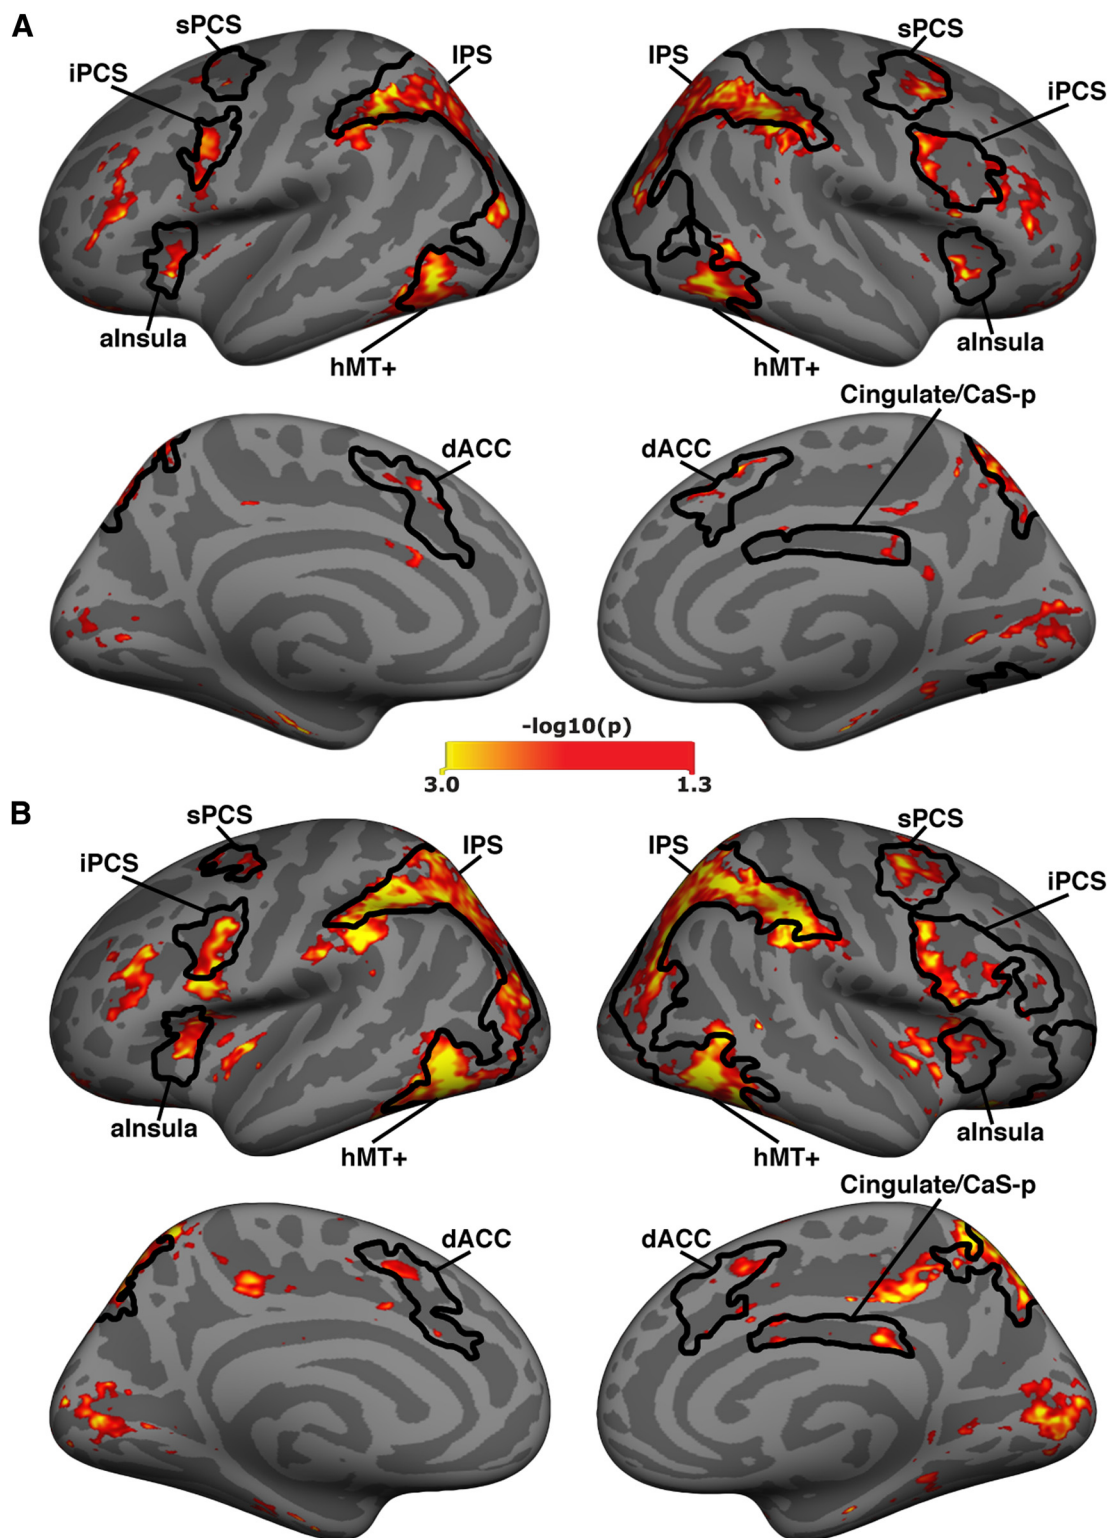 A
sPCS
iPCS
IPS
aInsula
hMT+
IPS
sPCS
iPCS
hMT+
aInsula
Cingulate/CaS-p
dACC
dACC
-log10(p)
3.0
1.3
B
sPCS
iPCS
IPS
aInsula
hMT+
IPS
sPCS
iPCS
hMT+
aInsula
Cingulate/CaS-p
dACC
dACC